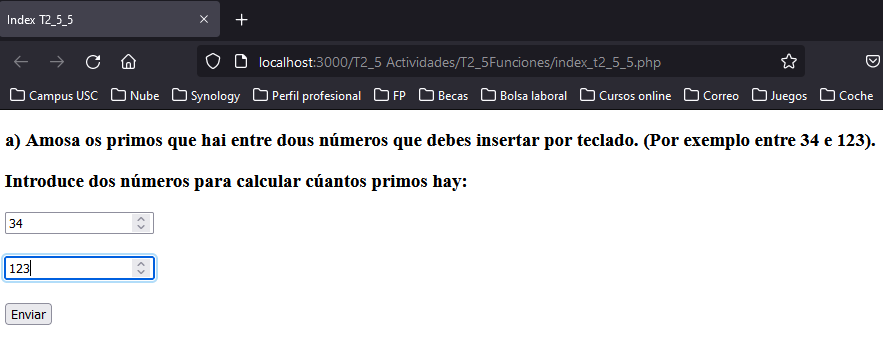 Index T2_5_5
localhost:3000/T2_5 Actividades/T2_5Funciones/index_t2_5_5.php
Campus USC Nube Synology Perfil profesional FP Becas Bolsa laboral Cursos online Correo Juegos Coche
a) Amosa os primos que hai entre dous números que debes insertar por teclado. (Por exemplo entre 34 e 123).
Introduce dos números para calcular cúantos primos hay:
34
123
Enviar